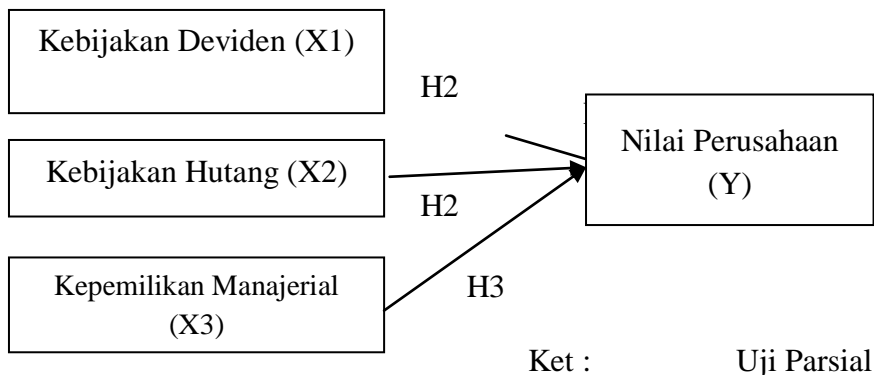 Kebijakan Deviden (X1)
H2
Nilai Perusahaan
(Y)
Kebijakan Hutang (X2)
H2
Kepemilikan Manajerial
(X3)
H3
Ket : Uji Parsial